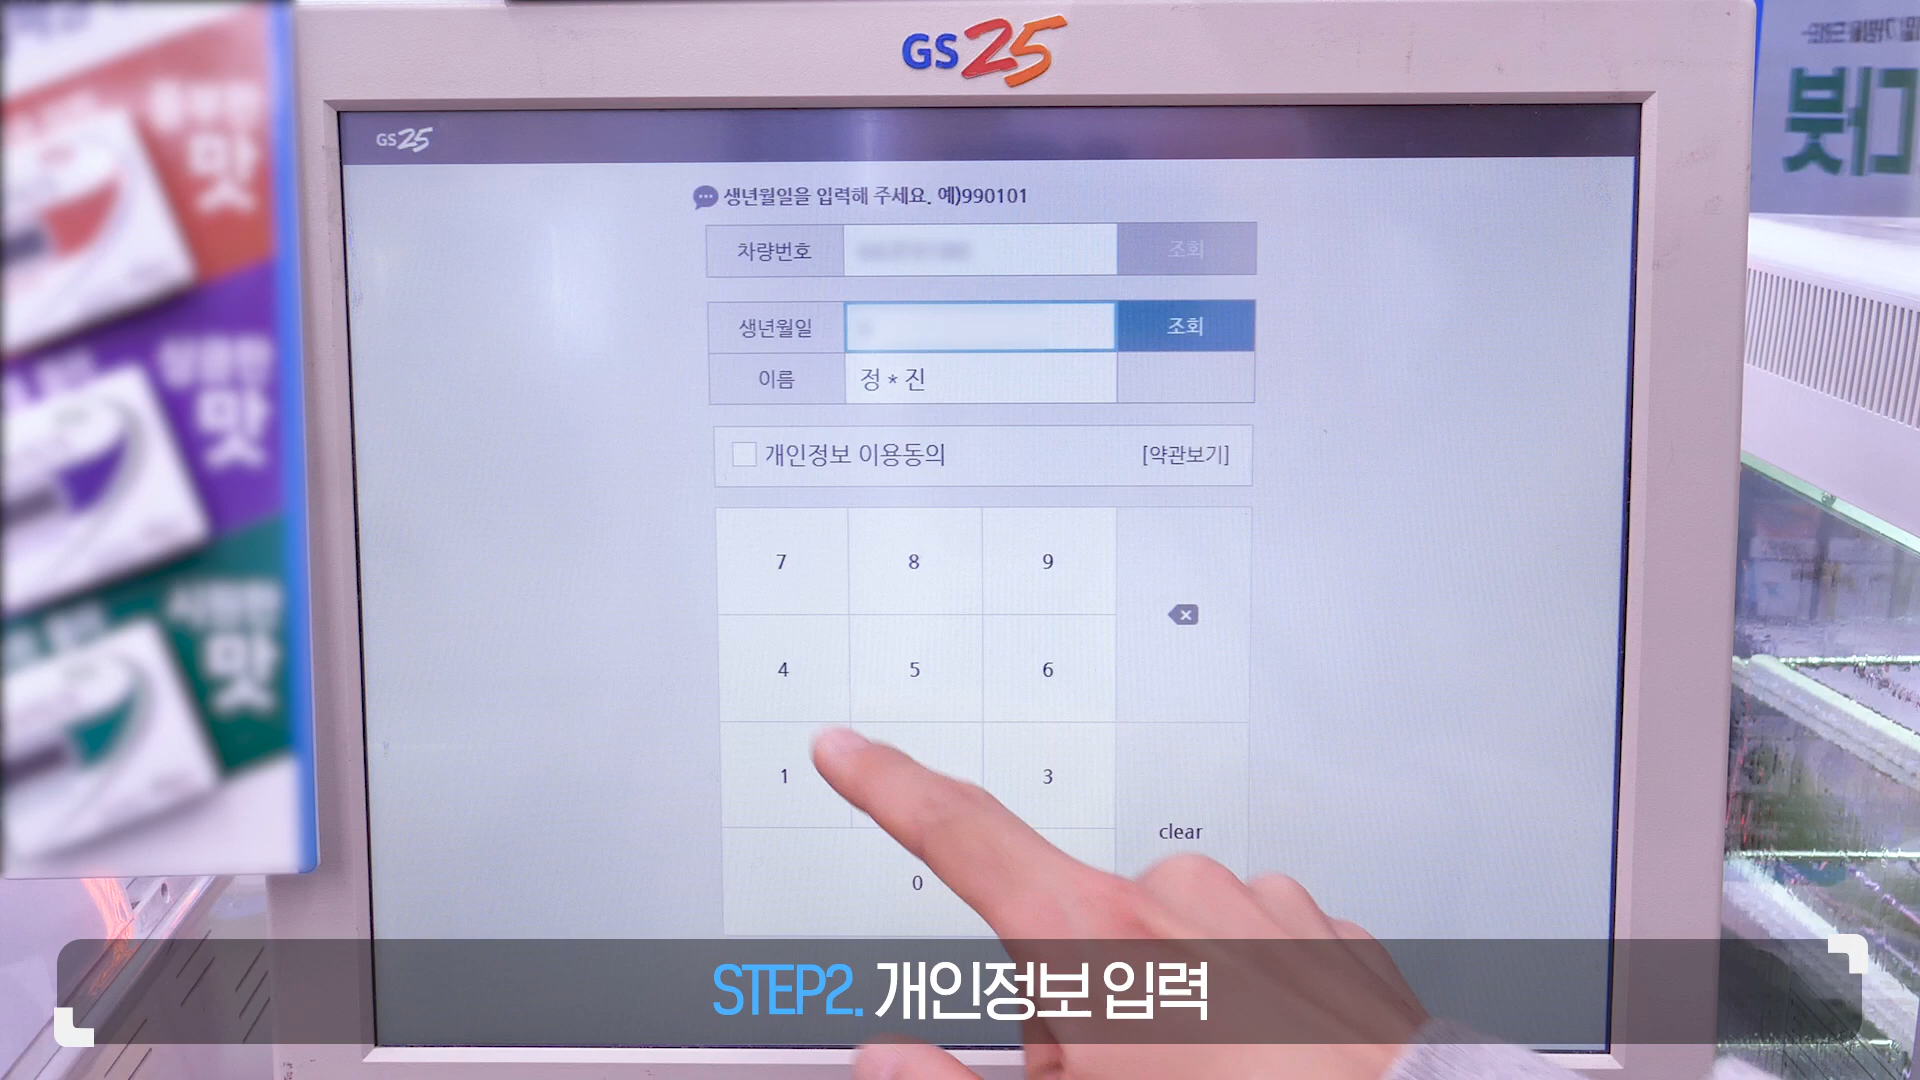 GS25
GS25
생년월일을 입력해 주세요. 예)990101
차량번호
조회
생년월일
조회
이름
정*진
개인정보 이용동의
[약관보기]
7
8
9
4
5
6
1
3
clear
0
맛
맛
맛
STEP2. 개인정보 입력